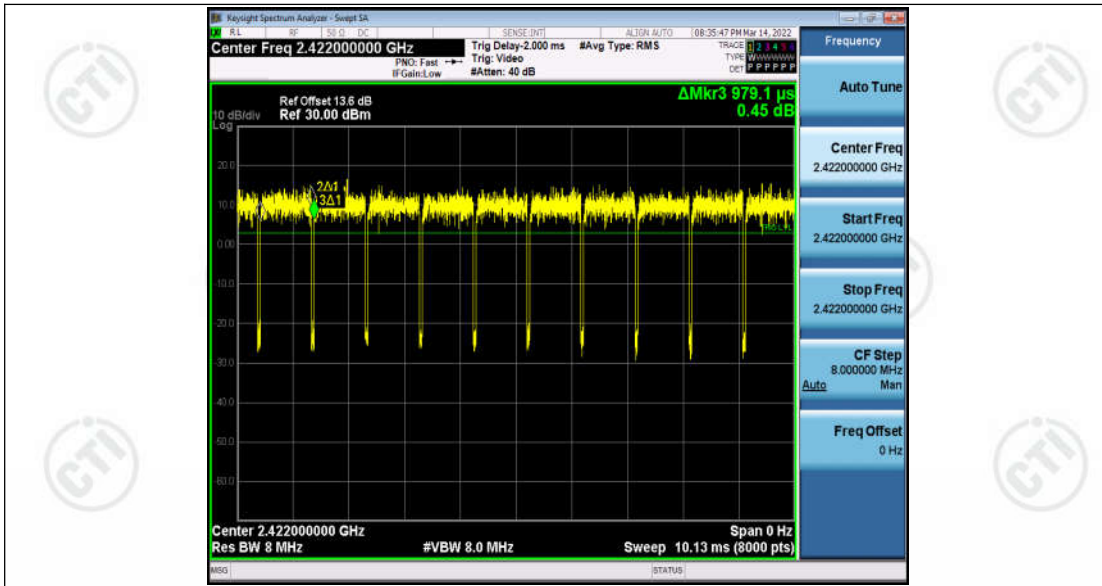 Keysight Spectrum Analyzer - Swept SA
RL RF 50 Ω DC SENSE:INT ALIGN AUTO 08:35:47 PM Mar 14, 2022
Center Freq 2.422000000 GHz
PNO: Fast
IFGain:Low
Trig Delay-2.000 ms
Trig: Video
#Atten: 40 dB
#Avg Type: RMS
TRACE 1 2 3 4 5 6
TYPE WWWWWW
DET P P P P P P
ΔMkr3 979.1 µs
0.45 dB
Ref Offset 13.6 dB
10 dB/div Ref 30.00 dBm
Log
20.0
10.0
0.00
-10.0
-20.0
-30.0
-40.0
-50.0
-60.0
2Δ1
3Δ1
TRIG LVL
Center 2.422000000 GHz
Span 0 Hz
Res BW 8 MHz
#VBW 8.0 MHz
Sweep 10.13 ms (8000 pts)
MSG
STATUS
Frequency
Auto Tune
Center Freq
2.422000000 GHz
Start Freq
2.422000000 GHz
Stop Freq
2.422000000 GHz
CF Step
8.000000 MHz
Auto Man
Freq Offset
0 Hz
CTI
CTI
CTI
CTI